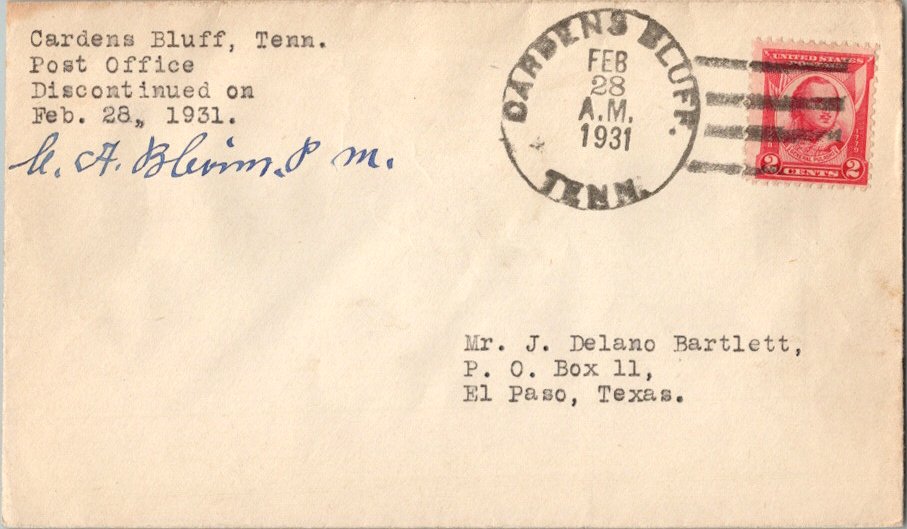 Cardens Bluff, Tenn.
Post Office
Discontinued on
Feb. 28, 1931.
A. Blevins. P. M.
CARDENS BLUFF.
FEB
28
A.M.
1931
TENN.
UNITED STATES
2 CENTS 2
Mr. J. Delano Bartlett,
P. O. Box 11,
El Paso, Texas.